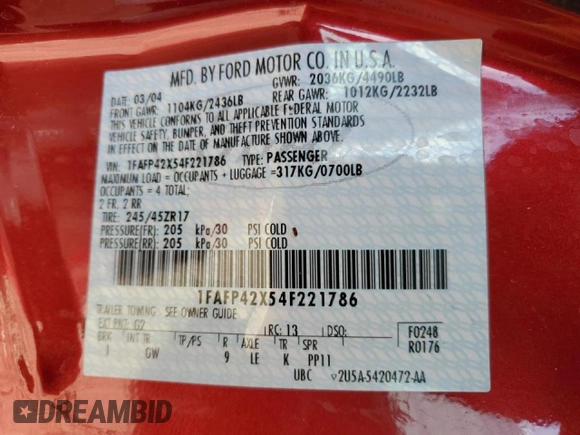 MFD. BY FORD MOTOR CO. IN U.S.A.
DATE: 03/04 GVWR: 2036KG/4490LB
FRONT GAWR: 1104KG/2436LB REAR GAWR: 1012KG/2232LB
THIS VEHICLE CONFORMS TO ALL APPLICABLE FEDERAL MOTOR
VEHICLE SAFETY, BUMPER, AND THEFT PREVENTION STANDARDS
IN EFFECT ON THE DATE OF MANUFACTURE SHOWN ABOVE.
VIN: 1FAFP42X54F221786 TYPE: PASSENGER
MAXIMUM LOAD = OCCUPANTS + LUGGAGE =317KG/0700LB
OCCUPANTS = 4 TOTAL;
2 FR, 2 RR
TIRE: 245/45ZR17
PRESSURE(FR): 205 kPa/30 PSI COLD
PRESSURE(RR): 205 kPa/30 PSI COLD
1FAFP42X54F221786
TRAILER TOWING: SEE OWNER GUIDE
EXT PNT: G2 RC: 13 DSO: F0248
BRK INT TR TP/PS R AXLE TR SPR R0176
GW 9 LE K PP11
UBC 2U5A-5420472-AA
DREAMBID